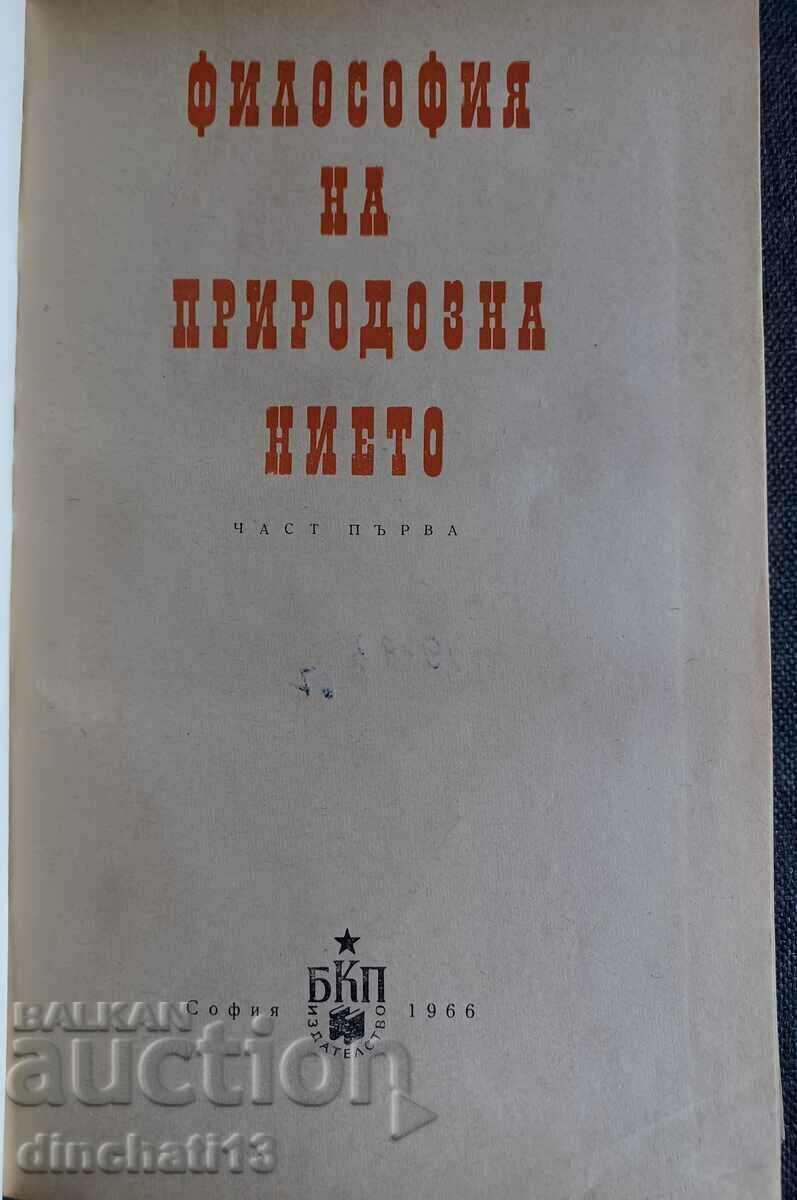 ФИЛОСОФИЯ
НА
ПРИРОДОЗНА
НИЕТО
ЧАСТ ПЪРВА
БКП
София 1966
ИЗДАТЕЛСТВО
BALKAN
auction
dinchati13